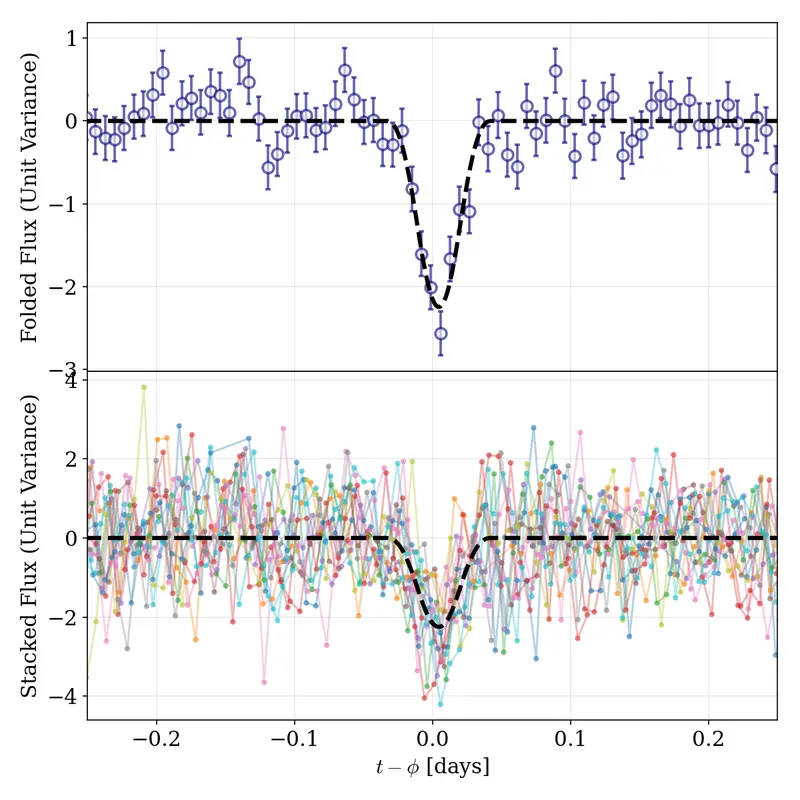 Folded Flux (Unit Variance)
1
0
−1
−2
−3
Stacked Flux (Unit Variance)
4
2
0
−2
−4
−0.2 −0.1 0.0 0.1 0.2
t − ϕ [days]